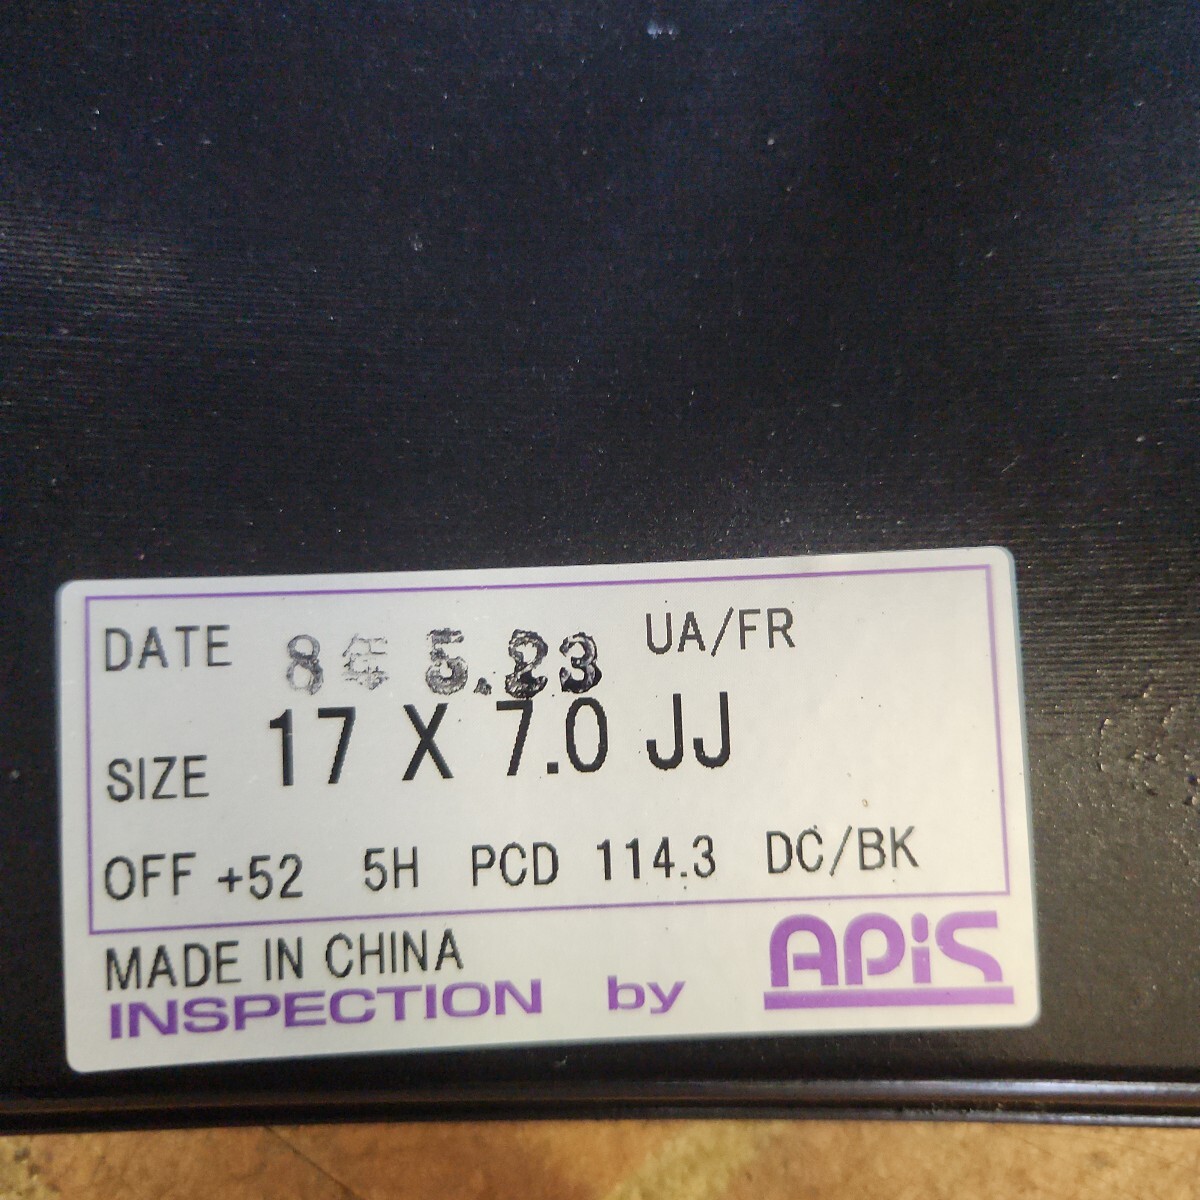 DATE 8年 5.23 UA/FR
SIZE 17 X 7.0 JJ
OFF +52 5H PCD 114.3 DC/BK
MADE IN CHINA
INSPECTION by APiS